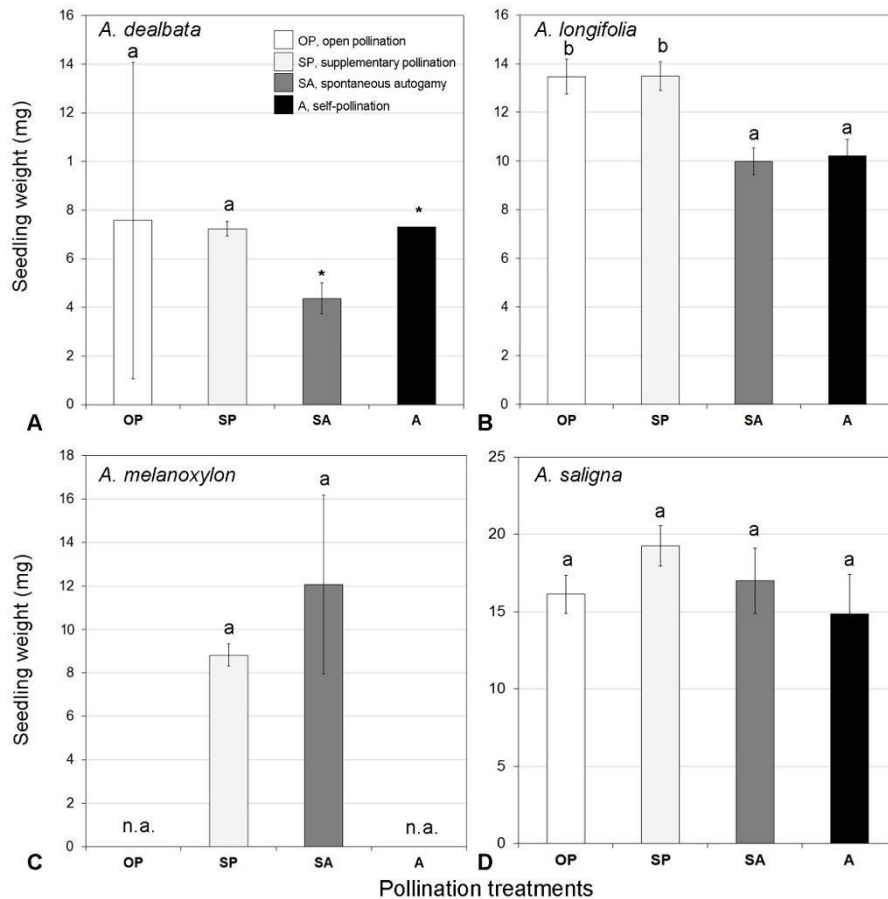 A. dealbata
a
OP, open pollination
SP, supplementary pollination
SA, spontaneous autogamy
A, self-pollination
a
*
*
16
14
12
1
8
6
4
2
0
Seedling weight (mg)
OP SP SA A
A
A. longifolia
b b a a
16
14
12
10
8
6
4
2
0
OP SP SA A
B
A. melanoxylon
a
a
n.a. n.a.
18
16
14
12
10
8
6
4
2
0
Seedling weight (mg)
OP SP SA A
C
A. saligna
a a a a
25
20
15
10
5
0
OP SP SA A
D
Pollination treatments